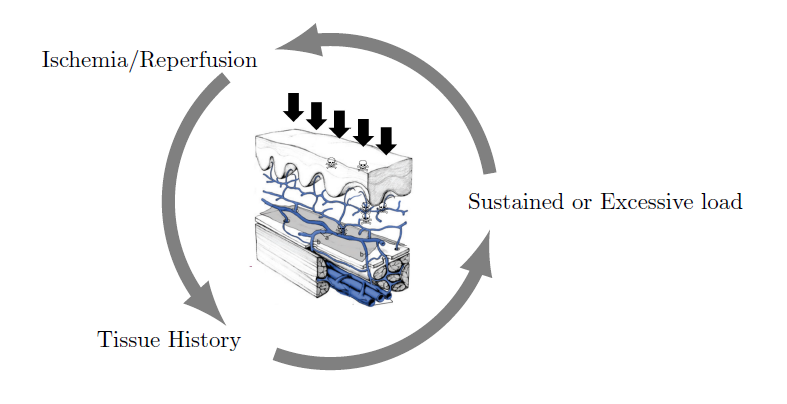 Ischemia/Reperfusion
Sustained or Excessive load
Tissue History